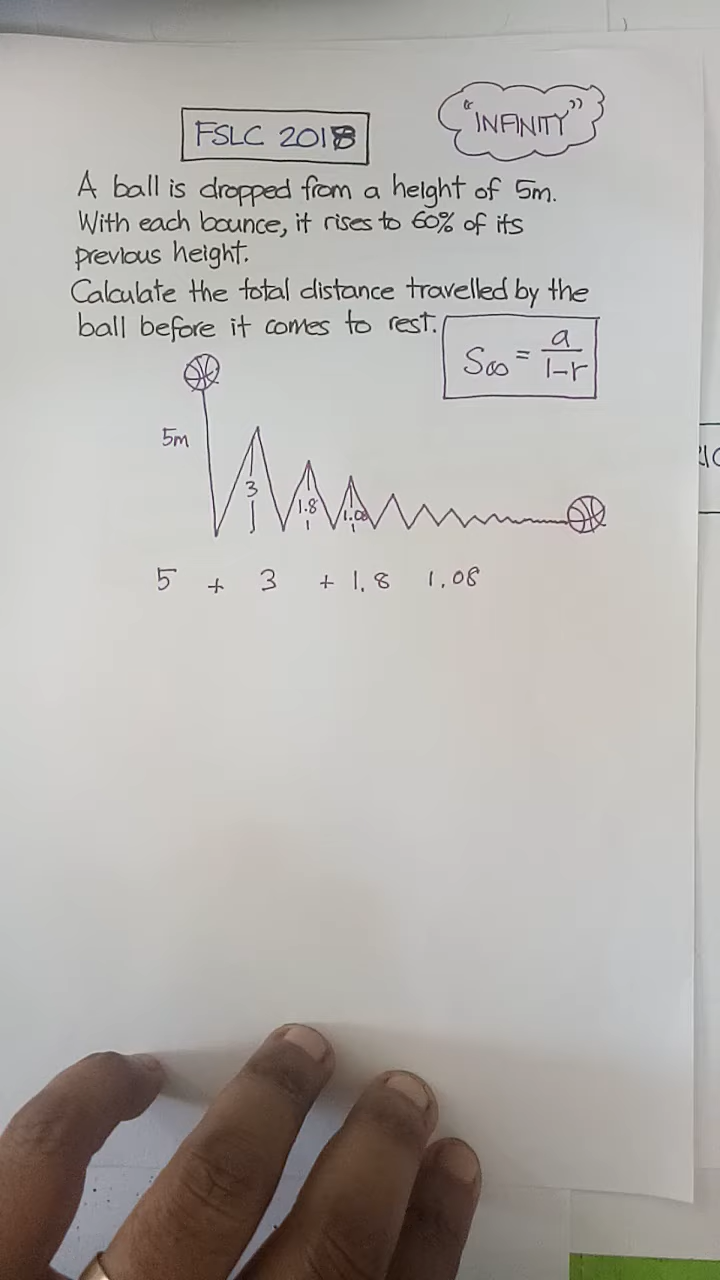 FSLC 2018
"INFINITY"
A ball is dropped from a height of 5m.
With each bounce, it rises to 60% of its
previous height.
Calculate the total distance travelled by the
ball before it comes to rest.
S∞ = a/1-r
5m
3
1.8
1.08
5 + 3 + 1.8 1.08